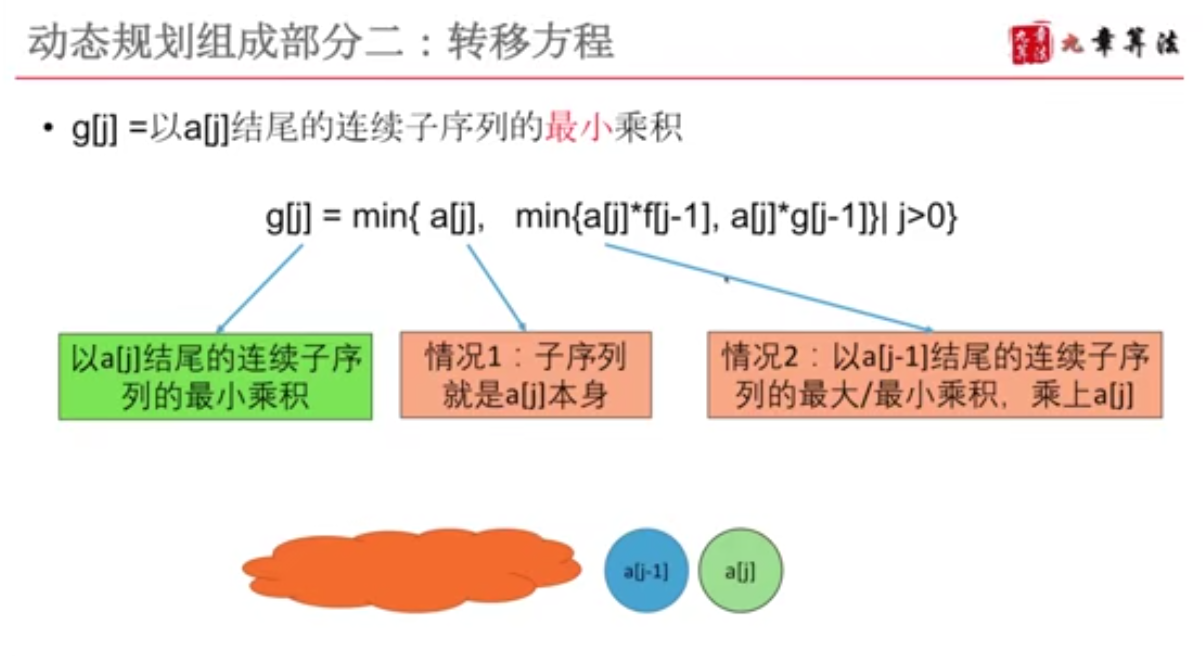 动态规划组成部分二：转移方程
九章算法 九章算法
• g[j] =以a[j]结尾的连续子序列的最小乘积
g[j] = min{ a[j], min{a[j]*f[j-1], a[j]*g[j-1]}| j>0}
以a[j]结尾的连续子序
列的最小乘积
情况1：子序列
就是a[j]本身
情况2：以a[j-1]结尾的连续子序
列的最大/最小乘积，乘上a[j]
a[j-1]
a[j]